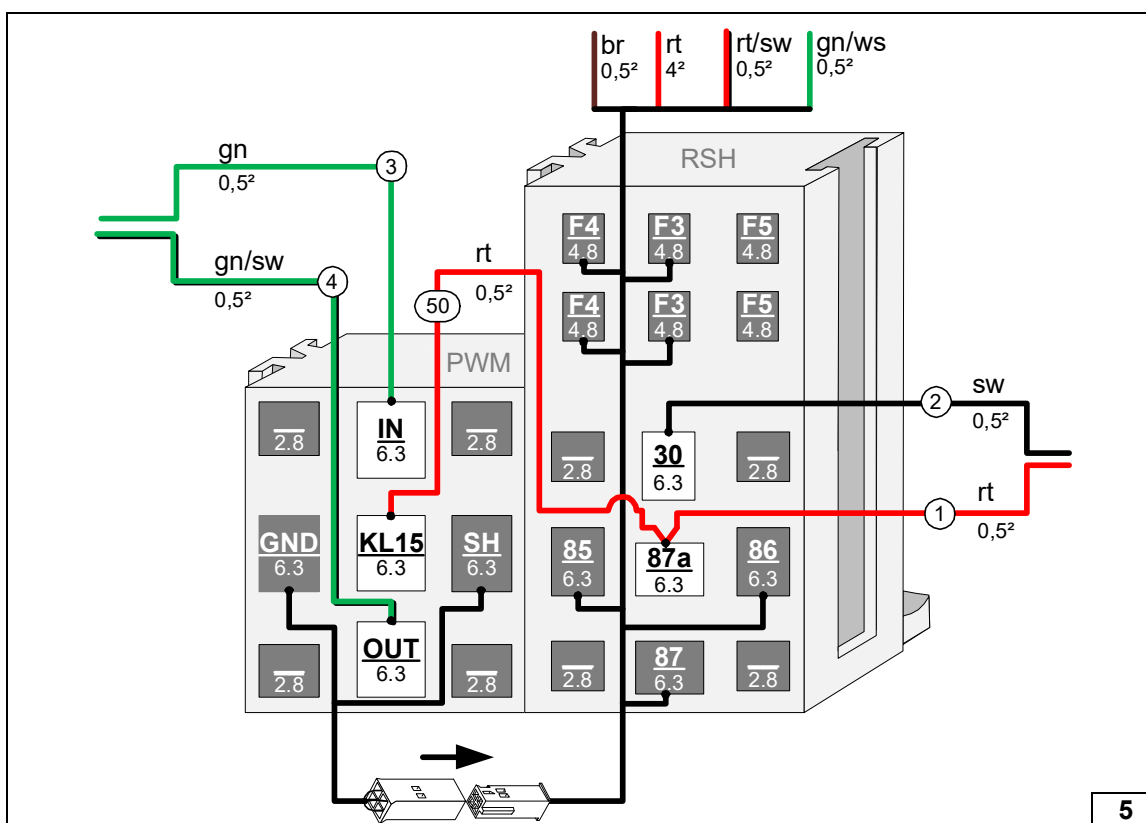 br
0,5²
rt
4²
rt/sw
0,5²
gn/ws
0,5²
gn
0,5²
3
RSH
F4
4.8
F3
4.8
F5
4.8
gn/sw
0,5²
4
rt
0,5²
50
F4
4.8
F3
4.8
F5
4.8
PWM
2
sw
0,5²
2.8
IN
6.3
2.8
2.8
30
6.3
2.8
1
rt
0,5²
GND
6.3
KL15
6.3
SH
6.3
85
6.3
87a
6.3
86
6.3
2.8
OUT
6.3
2.8
2.8
87
6.3
2.8
5